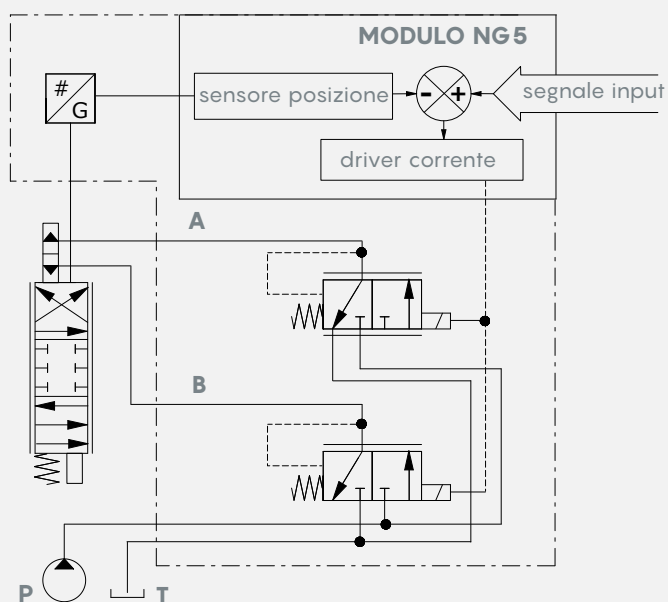 MODULO NG5
#
G
sensore posizione
- +
segnale input
driver corrente
A
B
P
T